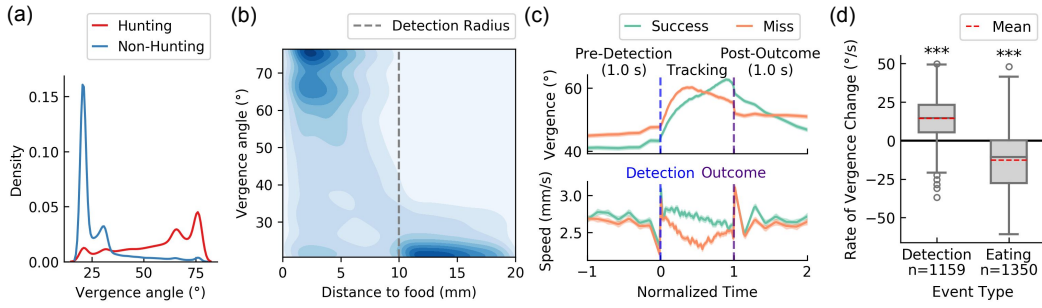 (a)
Hunting
Non-Hunting
Density
0.15
0.10
0.05
0.00
25 50 75
Vergence angle (°)
(b)
Detection Radius
Vergence angle (°)
70
60
50
40
30
0 5 10 15 20
Distance to food (mm)
(c)
Success Miss
Pre-Detection Post-Outcome
(1.0 s) Tracking (1.0 s)
Vergence (°)
60
40
Detection Outcome
Speed (mm/s)
3.0
2.5
−1 0 1 2
Normalized Time
(d)
Mean
*** ***
Rate of Vergence Change (°/s)
50
25
0
−25
−50
Detection Eating
n=1159 n=1350
Event Type